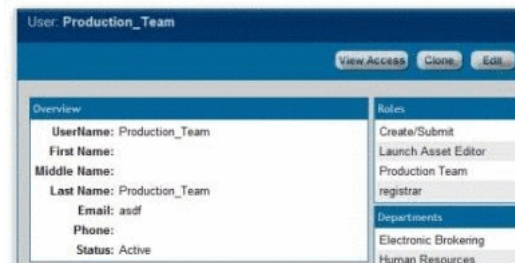 User: Production_Team
View Access Clone Edit
Overview
UserName: Production_Team
First Name:
Middle Name:
Last Name: Production_Team
Email: asdf
Phone:
Status: Active
Roles
Create/Submit
Launch Asset Editor
Production Team
registrar
Departments
Electronic Brokering
Human Resources